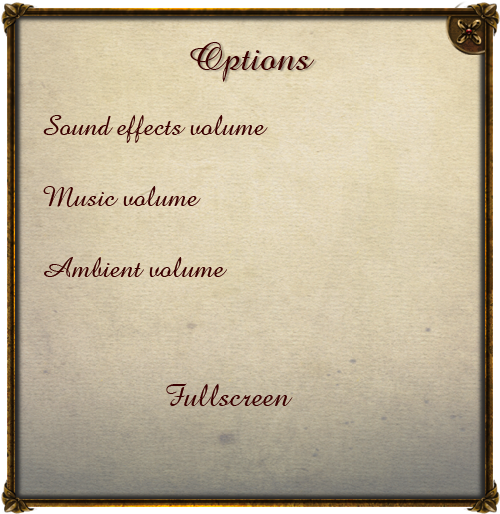 Options
Sound effects volume
Music volume
Ambient volume
Fullscreen